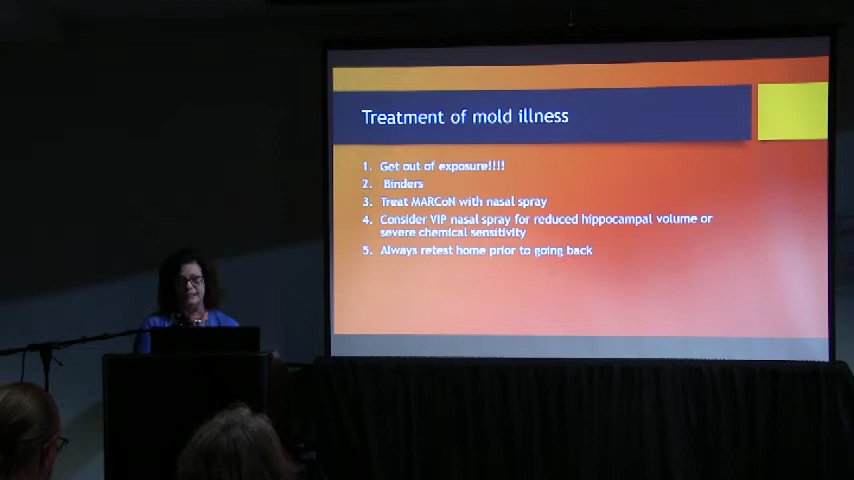 Treatment of mold illness
1. Get out of exposure!!!!
2. Binders
3. Treat MARCoN with nasal spray
4. Consider VIP nasal spray for reduced hippocampal volume or
severe chemical sensitivity
5. Always retest home prior to going back